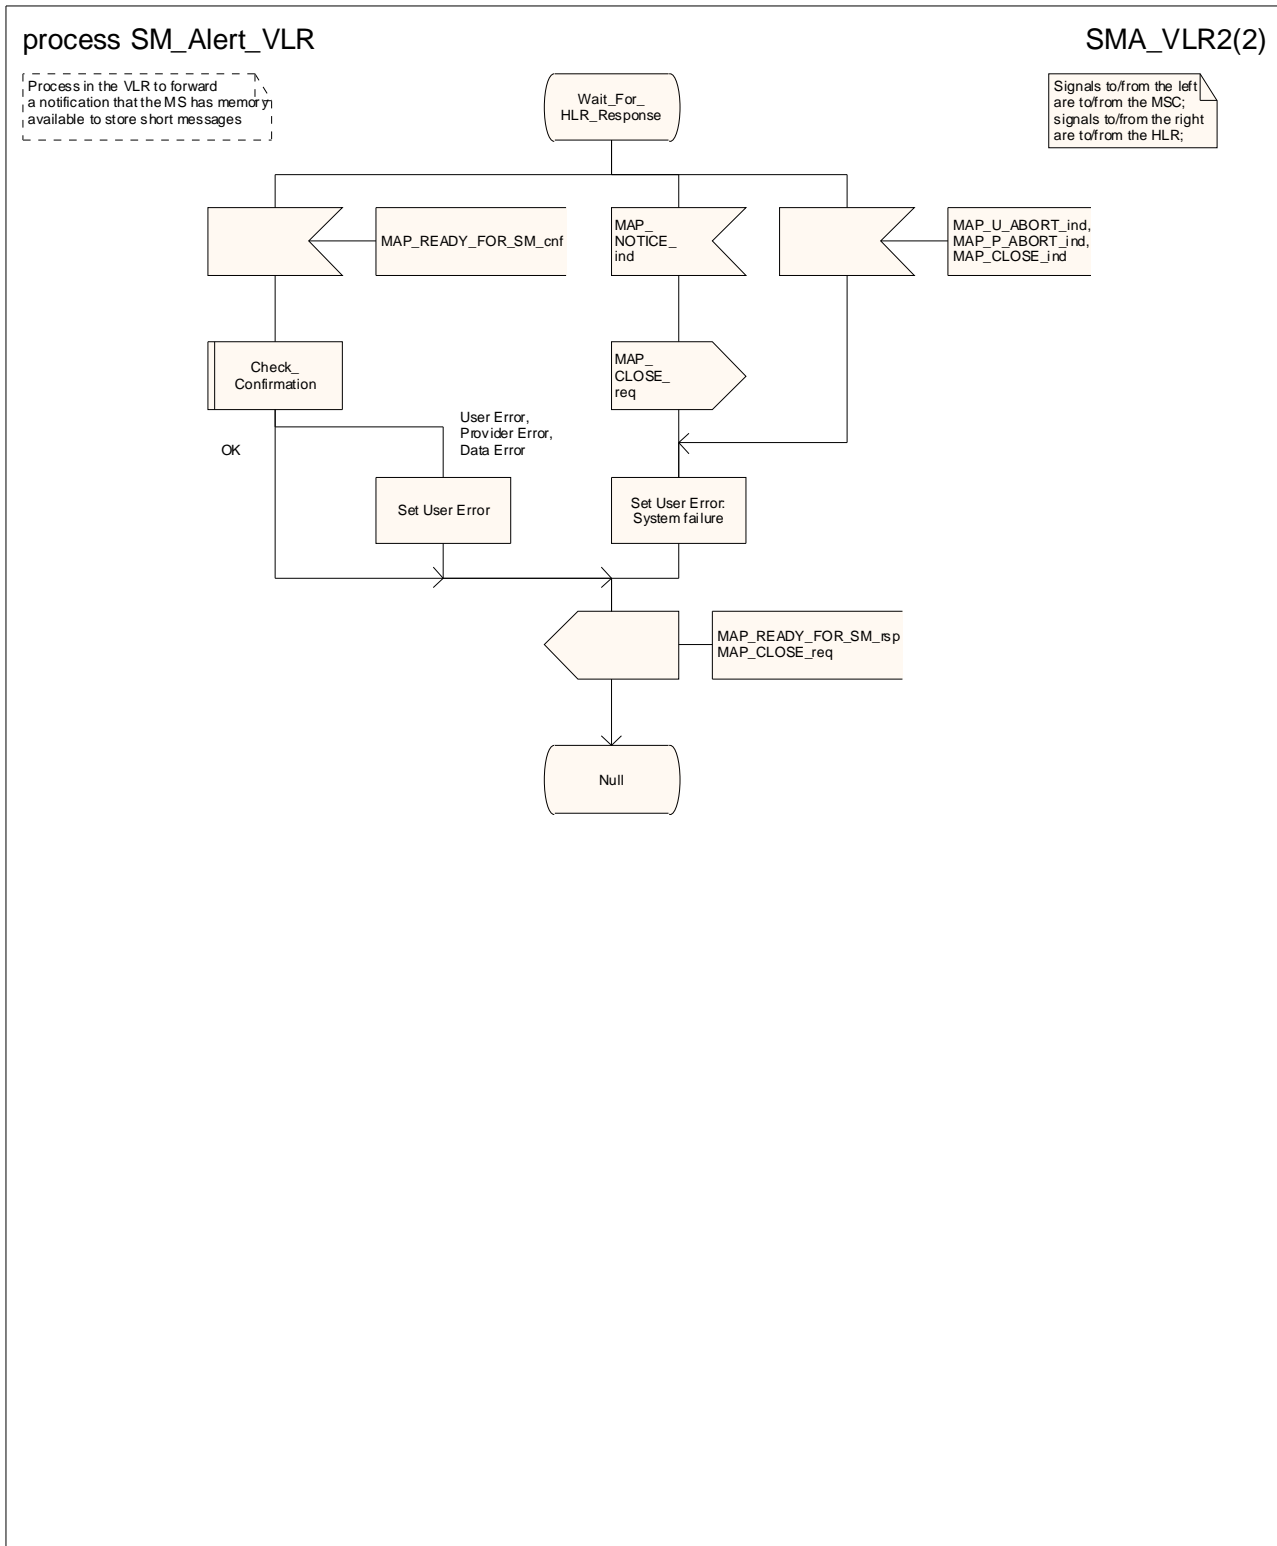 process SM_Alert_VLR
SMA_VLR2(2)
Process in the VLR to forward
a notification that the MS has memory
available to store short messages
Wait_For_
HLR_Response
Signals to/from the left
are to/from the MSC;
signals to/from the right
are to/from the HLR;
MAP_READY_FOR_SM_cnf
MAP_
NOTICE_
ind
MAP_U_ABORT_ind,
MAP_P_ABORT_ind,
MAP_CLOSE_ind
Check_
Confirmation
MAP_
CLOSE_
req
OK
User Error,
Provider Error,
Data Error
Set User Error
Set User Error:
System failure
MAP_READY_FOR_SM_rsp
MAP_CLOSE_req
Null